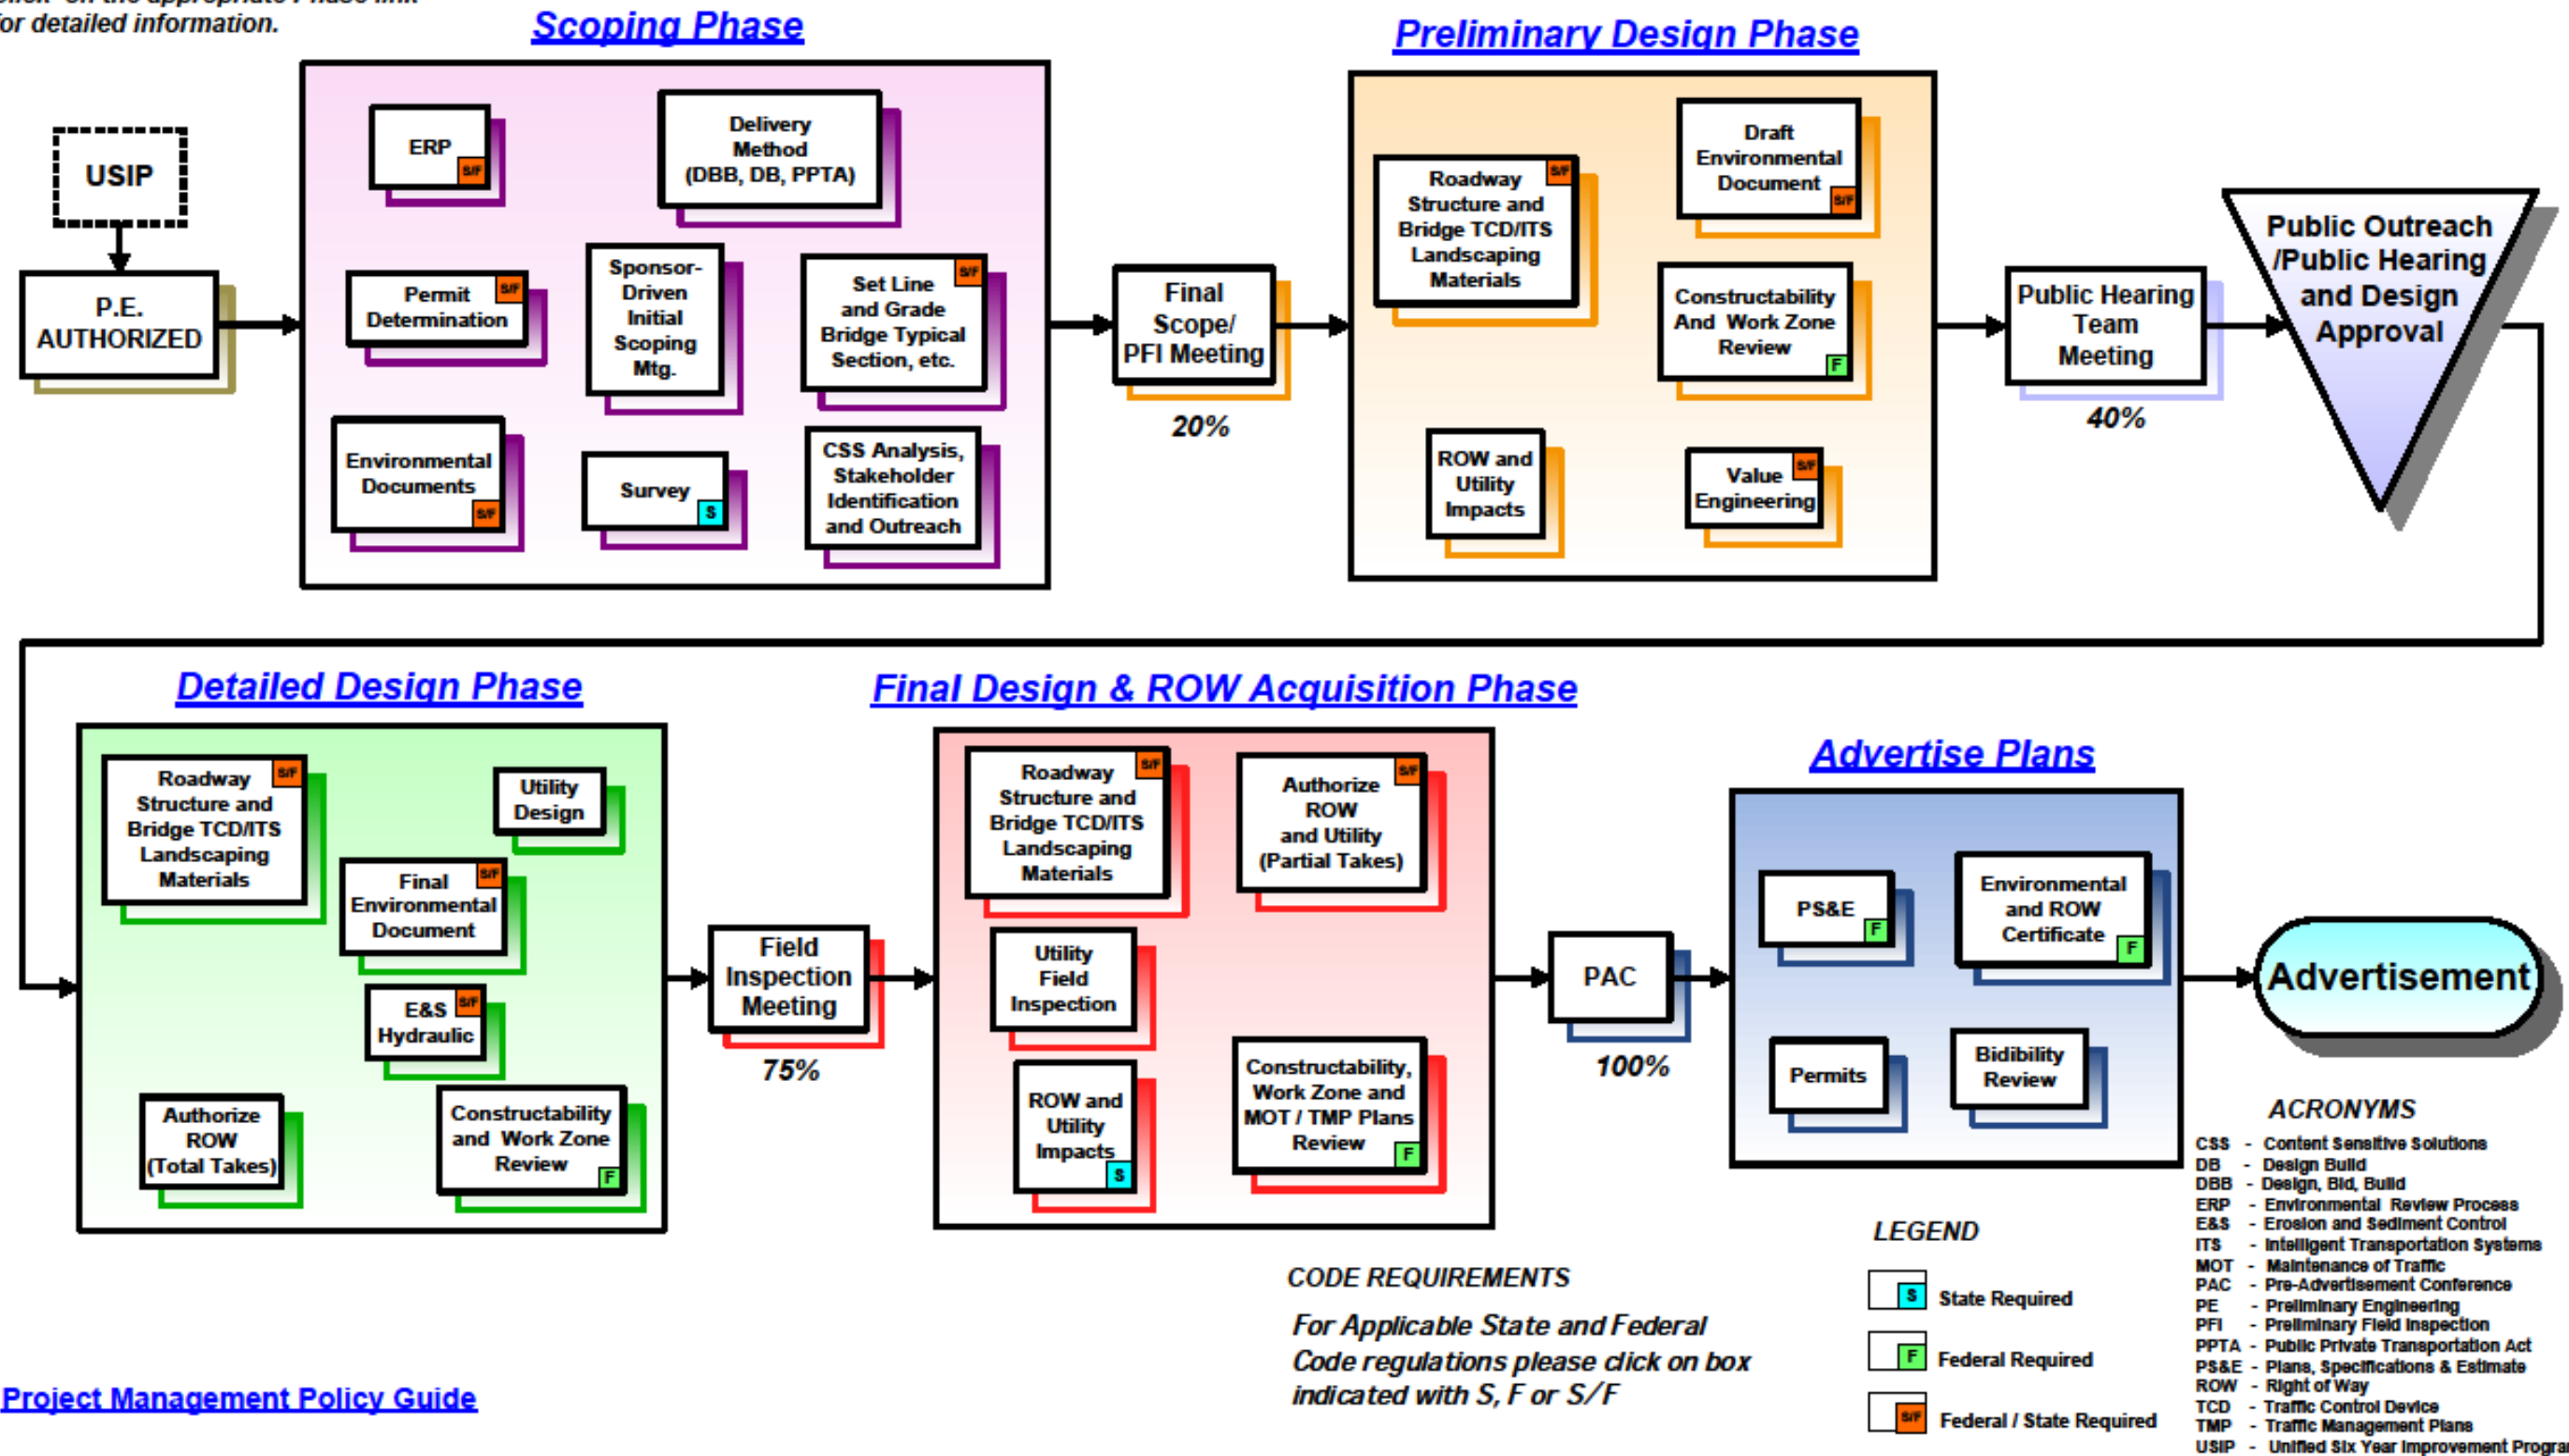 click on the appropriate Phase link
for detailed information.
Scoping Phase
Preliminary Design Phase
USIP
P.E.
AUTHORIZED
ERP
S/F
Delivery
Method
(DBB, DB, PPTA)
Permit
Determination
S/F
Sponsor-
Driven
Initial
Scoping
Mtg.
Set Line
and Grade
Bridge Typical
Section, etc.
S/F
Environmental
Documents
S/F
Survey
S
CSS Analysis,
Stakeholder
Identification
and Outreach
Final
Scope/
PFI Meeting
20%
Roadway
Structure and
Bridge TCD/ITS
Landscaping
Materials
S/F
Draft
Environmental
Document
S/F
Constructability
And Work Zone
Review
F
ROW and
Utility
Impacts
Value
Engineering
S/F
Public Hearing
Team
Meeting
40%
Public Outreach
/Public Hearing
and Design
Approval
Detailed Design Phase
Final Design & ROW Acquisition Phase
Advertise Plans
Roadway
Structure and
Bridge TCD/ITS
Landscaping
Materials
S/F
Utility
Design
Final
Environmental
Document
S/F
E&S
Hydraulic
S/F
Authorize
ROW
(Total Takes)
Constructability
and Work Zone
Review
F
Field
Inspection
Meeting
75%
Roadway
Structure and
Bridge TCD/ITS
Landscaping
Materials
S/F
Authorize
ROW
and Utility
(Partial Takes)
S/F
Utility
Field
Inspection
ROW and
Utility
Impacts
S
Constructability,
Work Zone and
MOT / TMP Plans
Review
F
PAC
100%
PS&E
F
Environmental
and ROW
Certificate
F
Permits
Bidibility
Review
Advertisement
ACRONYMS
CSS - Content Sensitive Solutions
DB - Design Build
DBB - Design, Bid, Build
ERP - Environmental Review Process
E&S - Erosion and Sediment Control
ITS - Intelligent Transportation Systems
MOT - Maintenance of Traffic
PAC - Pre-Advertisement Conference
PE - Preliminary Engineering
PFI - Preliminary Field Inspection
PPTA - Public Private Transportation Act
PS&E - Plans, Specifications & Estimate
ROW - Right of Way
TCD - Traffic Control Device
TMP - Traffic Management Plans
USIP - Unified Six Year Improvement Program
LEGEND
S State Required
F Federal Required
S/F Federal / State Required
CODE REQUIREMENTS
For Applicable State and Federal
Code regulations please click on box
indicated with S, F or S/F
Project Management Policy Guide